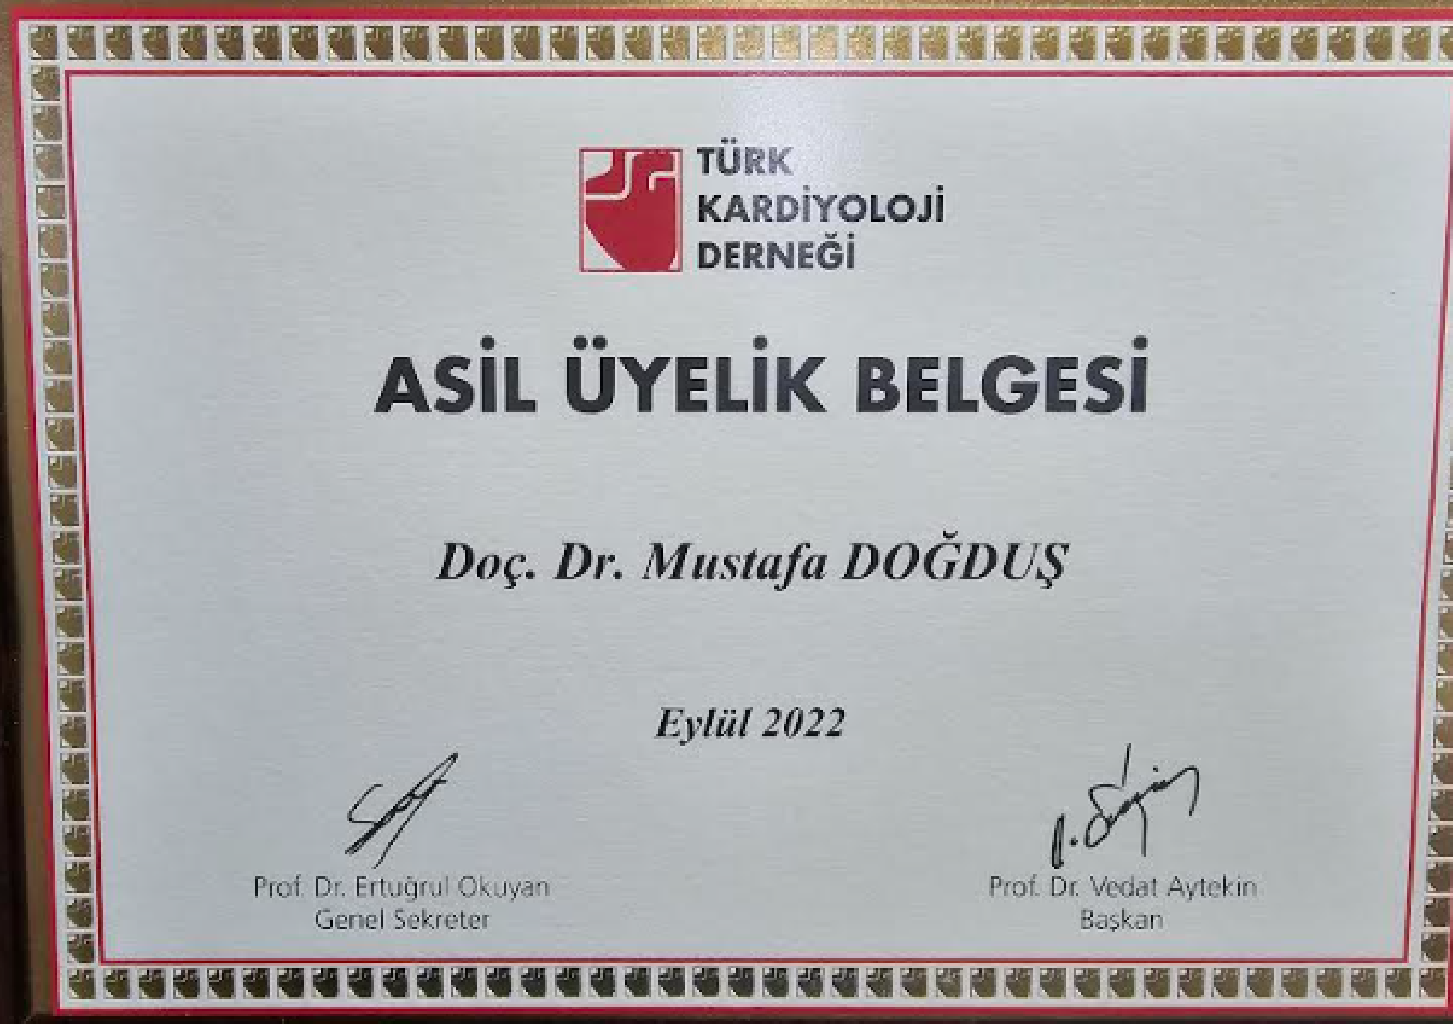 TÜRK
KARDİYOLOJİ
DERNEĞİ
ASİL ÜYELİK BELGESİ
Doç. Dr. Mustafa DOĞDUŞ
Eylül 2022
Prof. Dr. Ertuğrul Okuyan
Genel Sekreter
Prof. Dr. Vedat Aytekin
Başkan